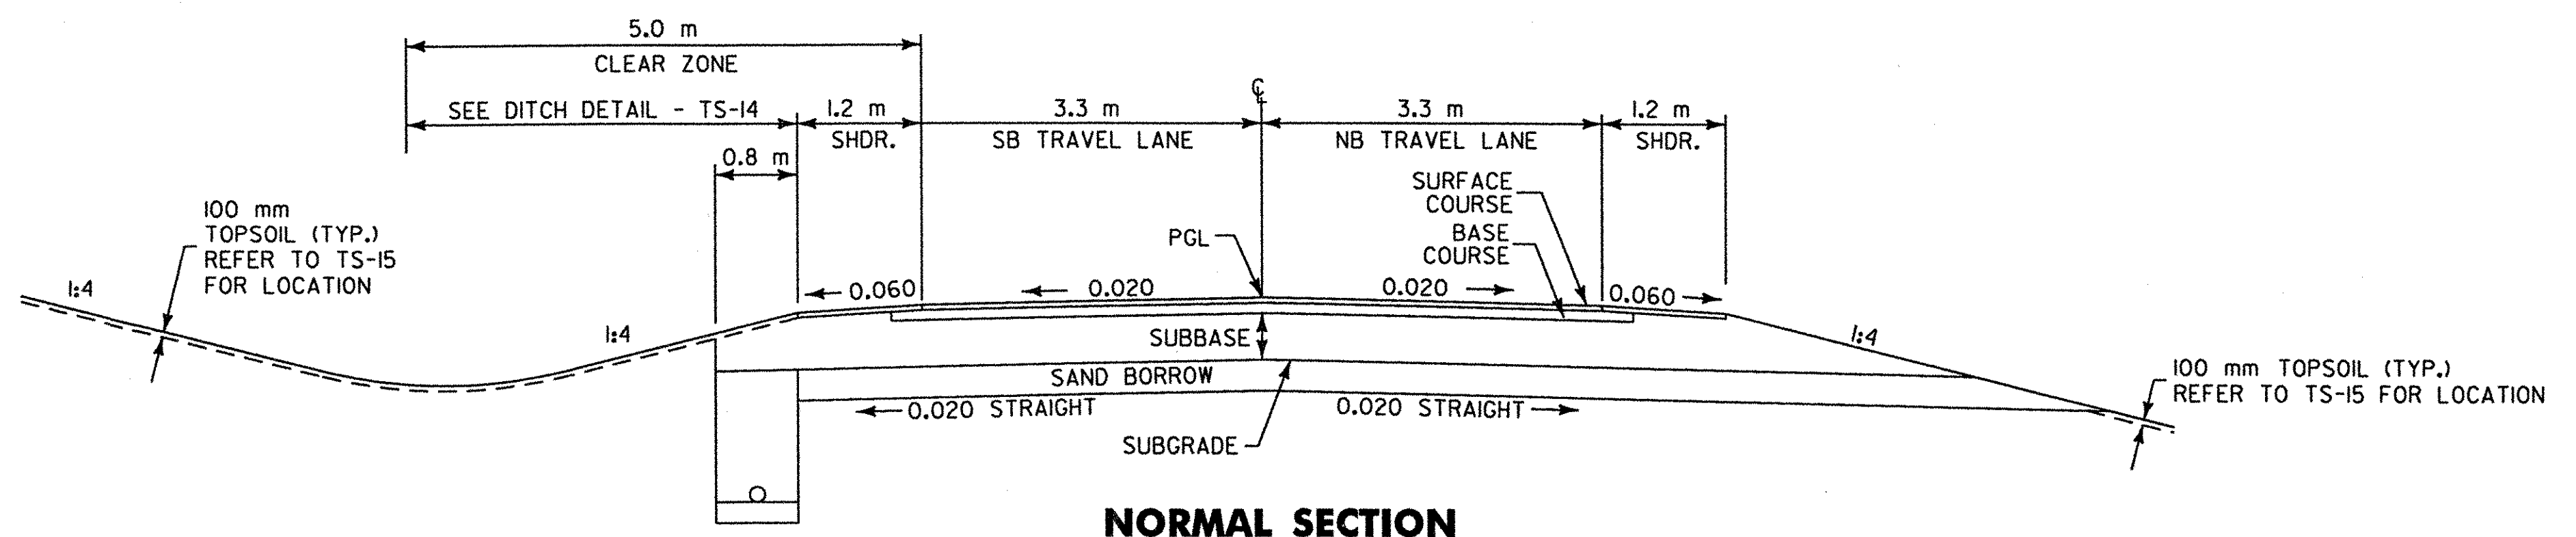 5.0 m
CLEAR ZONE
SEE DITCH DETAIL - TS-14
1.2 m
SHDR.
3.3 m
SB TRAVEL LANE
℄
3.3 m
NB TRAVEL LANE
1.2 m
SHDR.
0.8 m
100 mm
TOPSOIL (TYP.)
REFER TO TS-15
FOR LOCATION
SURFACE
COURSE
BASE
COURSE
PGL
1:4
1:4
0.060
0.020
0.020
0.060
1:4
SUBBASE
SAND BORROW
0.020 STRAIGHT
0.020 STRAIGHT
SUBGRADE
100 mm TOPSOIL (TYP.)
REFER TO TS-15 FOR LOCATION
NORMAL SECTION